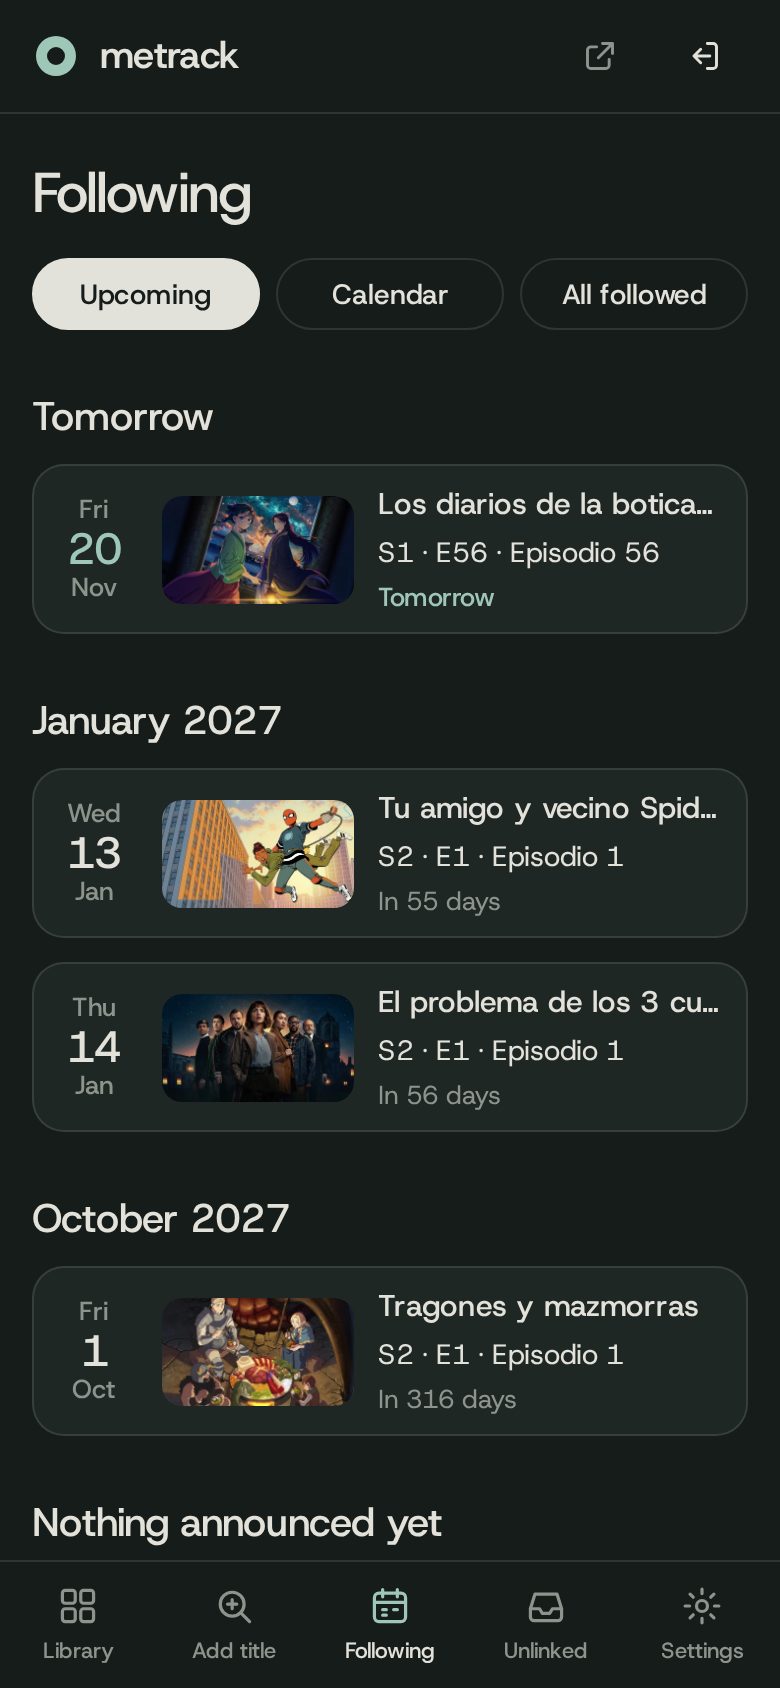 metrack
Following
Upcoming
Calendar
All followed
Tomorrow
Fri
20
Nov
Los diarios de la botica...
S1 · E56 · Episodio 56
Tomorrow
January 2027
Wed
13
Jan
Tu amigo y vecino Spid...
S2 · E1 · Episodio 1
In 55 days
Thu
14
Jan
El problema de los 3 cu...
S2 · E1 · Episodio 1
In 56 days
October 2027
Fri
1
Oct
Tragones y mazmorras
S2 · E1 · Episodio 1
In 316 days
Nothing announced yet
Library
Add title
Following
Unlinked
Settings